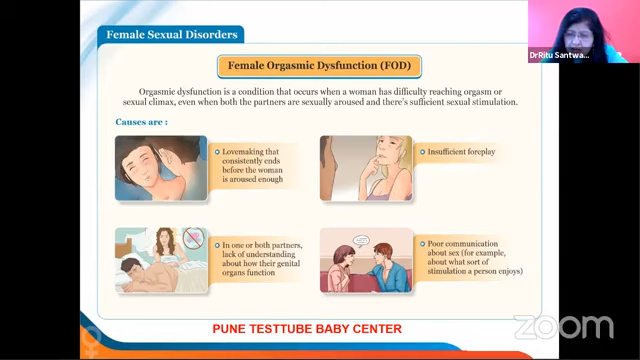 Female Sexual Disorders
DrRitu Santwa...
Female Orgasmic Dysfunction (FOD)
Orgasmic dysfunction is a condition that occurs when a woman has difficulty reaching orgasm or
sexual climax, even when both the partners are sexually aroused and there's sufficient sexual stimulation.
Causes are :
Lovemaking that
consistently ends
before the woman
is aroused enough
Insufficient foreplay
In one or both partners,
lack of understanding
about how their genital
organs function
Poor communication
about sex (for example,
about what sort of
stimulation a person enjoys)
PUNE TESTTUBE BABY CENTER
zoom